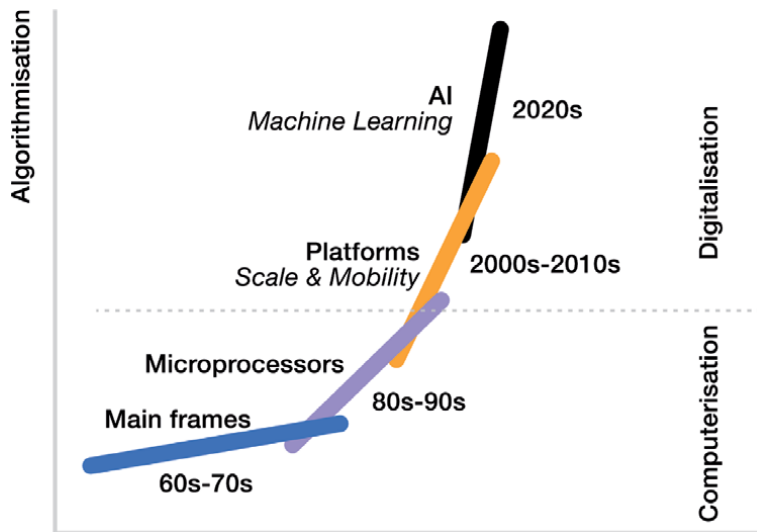 Algorithmisation
AI
Machine Learning
2020s
Digitalisation
Platforms
Scale & Mobility
2000s-2010s
Microprocessors
80s-90s
Main frames
60s-70s
Computerisation